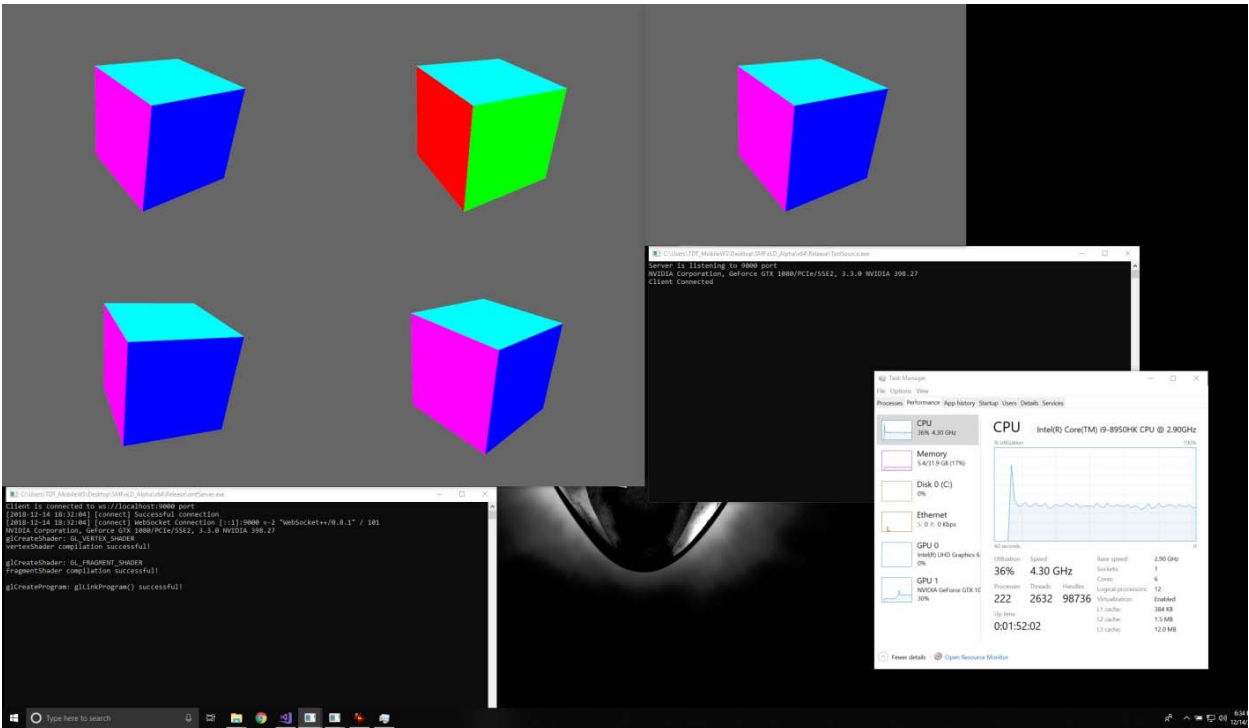 C:\Users\TDT_MobileWS\Desktop\SMFoLD_Alpha\x64\Release\TestSource.exe
Server is listening to 9000 port
NVIDIA Corporation, GeForce GTX 1080/PCIe/SSE2, 3.3.0 NVIDIA 398.27
Client Connected
Task Manager
File Options View
Processes Performance App history Startup Users Details Services
CPU
36% 4.30 GHz
Memory
5.4/31.9 GB (17%)
Disk 0 (C:)
0%
Ethernet
S: 0 R: 0 Kbps
GPU 0
Intel(R) UHD Graphics 6
0%
GPU 1
NVIDIA GeForce GTX 10
30%
CPU Intel(R) Core(TM) i9-8950HK CPU @ 2.90GHz
% Utilization 100%
60 seconds 0
Utilization Speed
36% 4.30 GHz
Processes Threads Handles
222 2632 98736
Up time
0:01:52:02
Base speed: 2.90 GHz
Sockets: 1
Cores: 6
Logical processors: 12
Virtualization: Enabled
L1 cache: 384 KB
L2 cache: 1.5 MB
L3 cache: 12.0 MB
Fewer details Open Resource Monitor
Client is connected to ws://localhost:9000 port
[2018-12-14 18:32:04] [connect] Successful connection
[2018-12-14 18:32:04] [connect] WebSocket Connection [::1]:9000 v-2 "WebSocket++/0.8.1" / 101
NVIDIA Corporation, GeForce GTX 1080/PCIe/SSE2, 3.3.0 NVIDIA 398.27
glCreateShader: GL_VERTEX_SHADER
vertexShader compilation successful!
glCreateShader: GL_FRAGMENT_SHADER
fragmentShader compilation successful!
glCreateProgram: glLinkProgram() successful!
Type here to search
6:34
12/14/